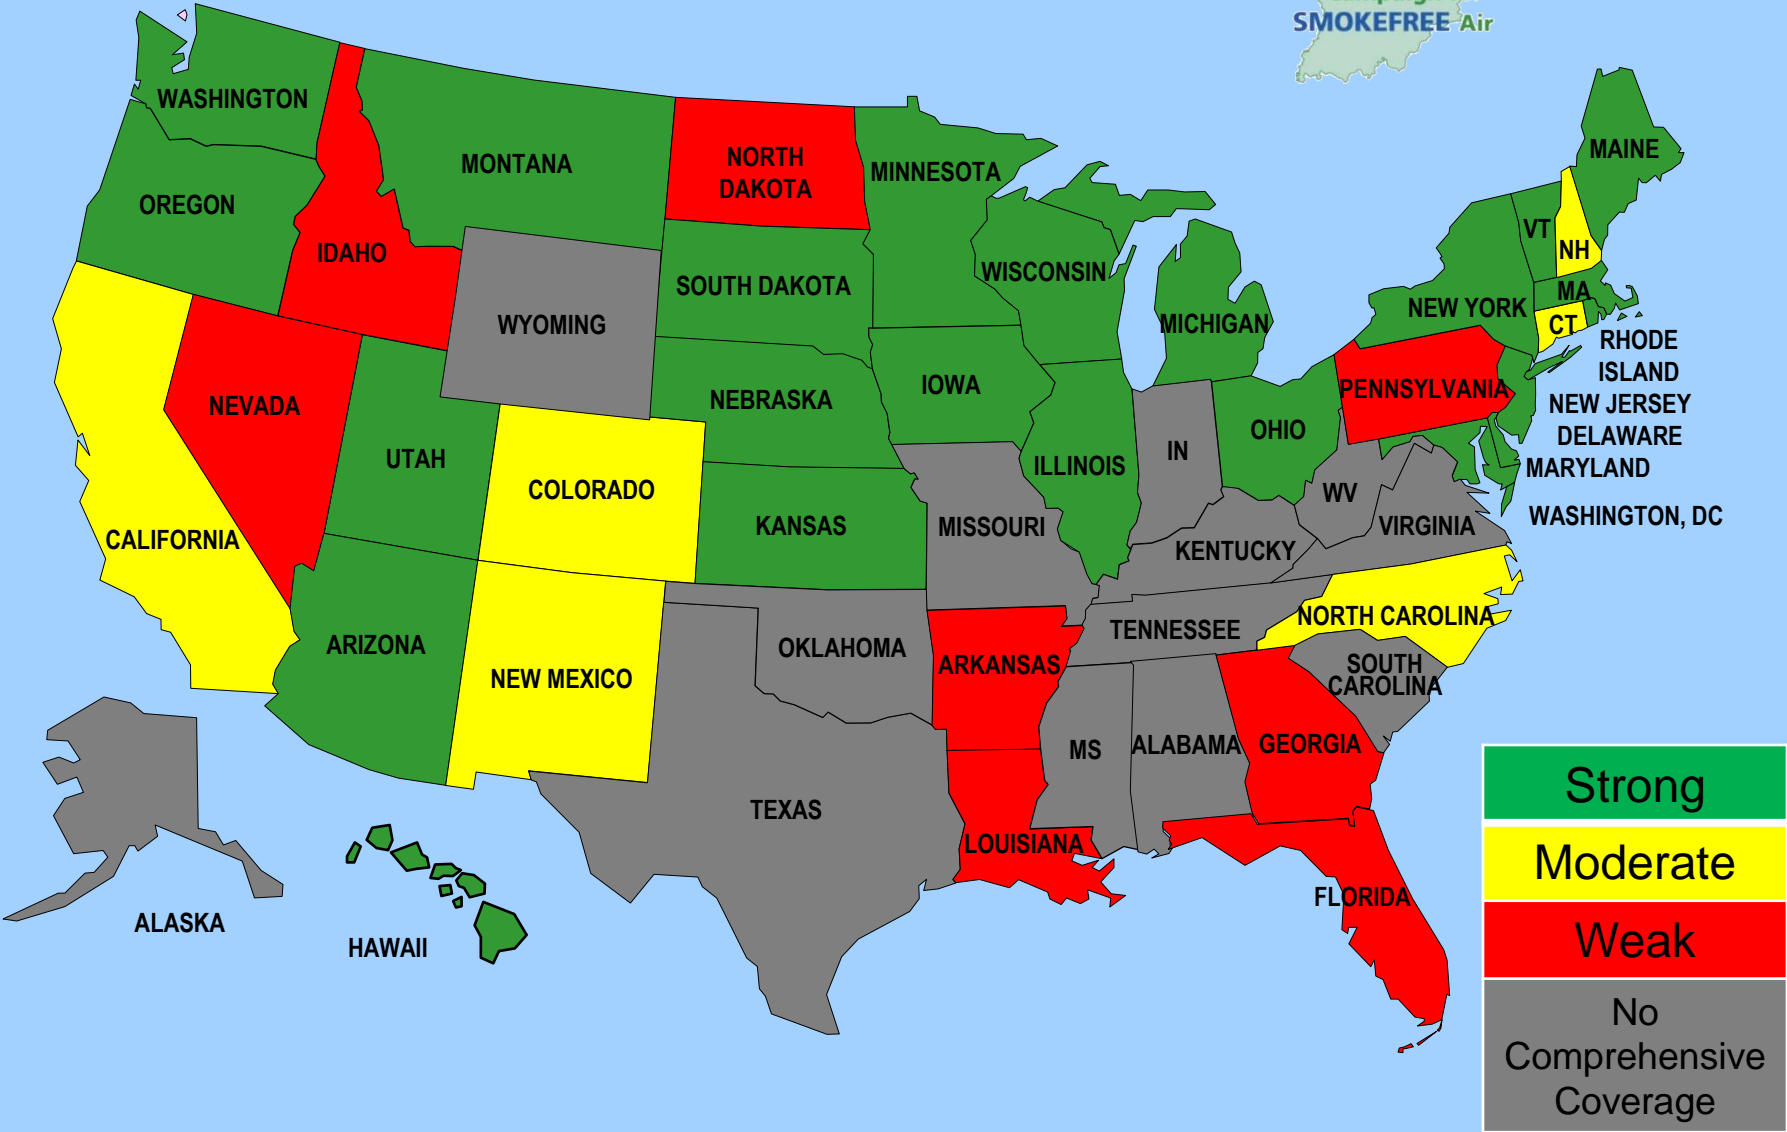 SMOKEFREE Air
WASHINGTON
MONTANA
NORTH
DAKOTA
MINNESOTA
MAINE
OREGON
IDAHO
WISCONSIN
VT
NH
SOUTH DAKOTA
WYOMING
MICHIGAN
NEW YORK
MA
CT
RHODE
ISLAND
NEW JERSEY
DELAWARE
MARYLAND
WASHINGTON, DC
NEVADA
UTAH
COLORADO
NEBRASKA
IOWA
ILLINOIS
IN
OHIO
PENNSYLVANIA
CALIFORNIA
KANSAS
MISSOURI
KENTUCKY
WV
VIRGINIA
ARIZONA
NEW MEXICO
OKLAHOMA
ARKANSAS
TENNESSEE
NORTH CAROLINA
SOUTH
CAROLINA
TEXAS
LOUISIANA
MS
ALABAMA
GEORGIA
FLORIDA
ALASKA
HAWAII
Strong
Moderate
Weak
No
Comprehensive
Coverage